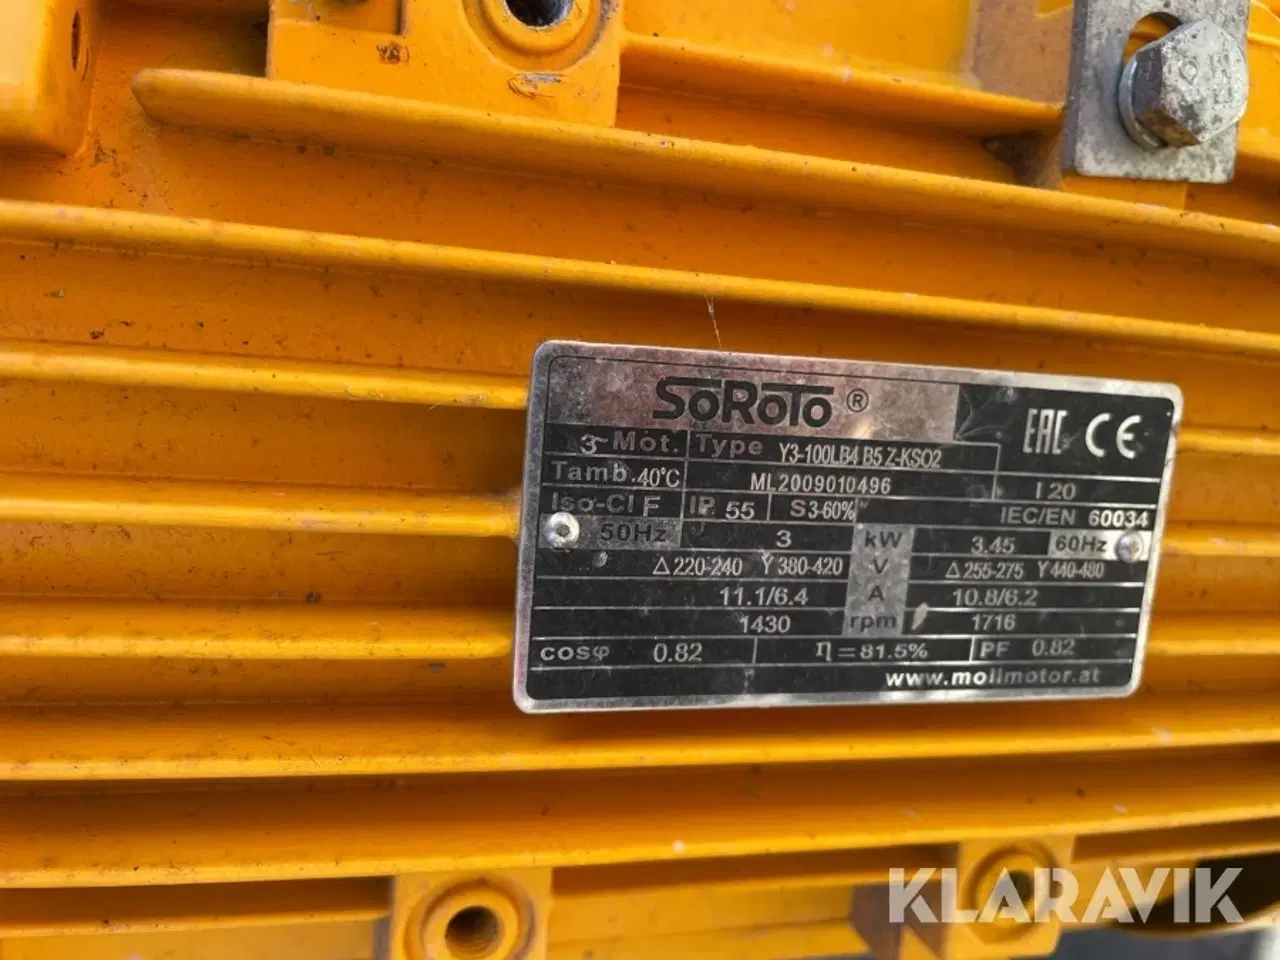 SoRoTo ®
EAC CE
3~Mot. Type Y3-100LB4 B5 Z-KSO2
Tamb.40°C ML2009010496 I 20
Iso-Cl F IP 55 S3-60% IEC/EN 60034
50Hz 3 kW 3.45 60Hz
Δ220-240 Y380-420 V Δ255-275 Y440-480
11.1/6.4 A 10.8/6.2
1430 rpm 1716
cosφ 0.82 η=81.5% PF 0.82
www.mollmotor.at
KLARAVIK